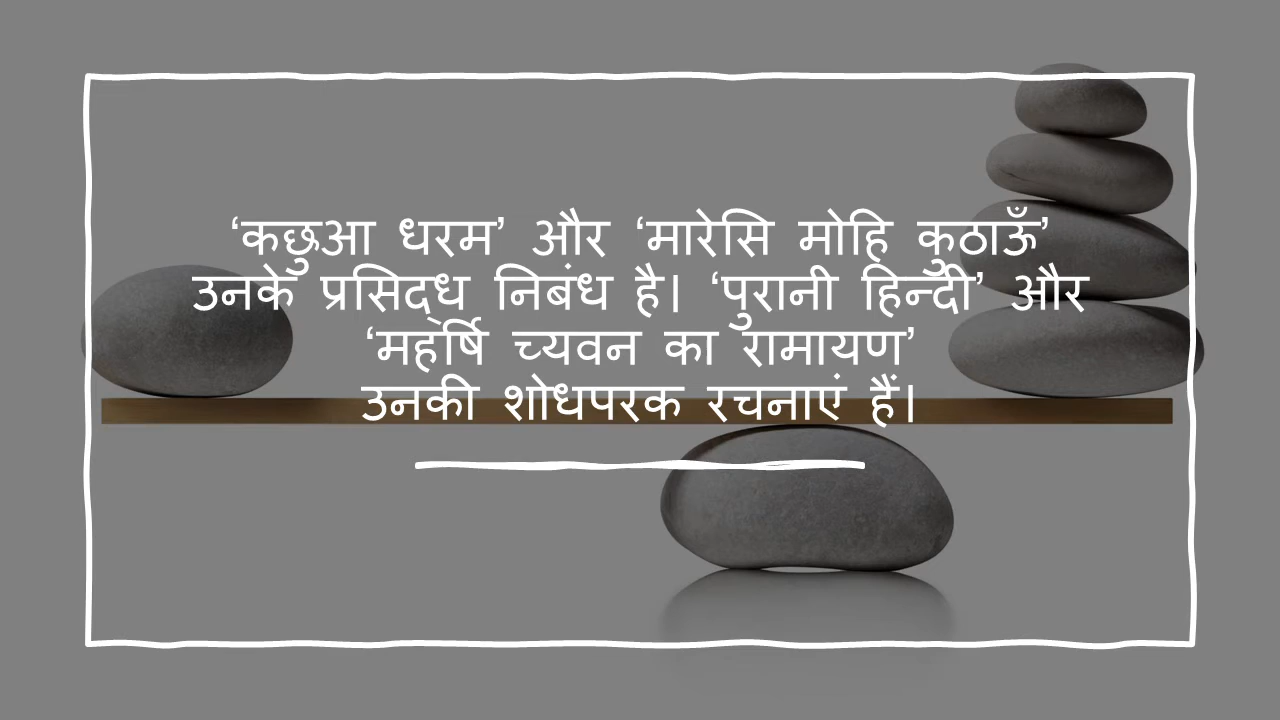 ‘कछुआ धरम’ और ‘मारेसि मोहि कुठाऊँ’
उनके प्रसिद्ध निबंध है। ‘पुरानी हिन्दी’ और
‘महर्षि च्यवन का रामायण’
उनकी शोधपरक रचनाएं हैं।